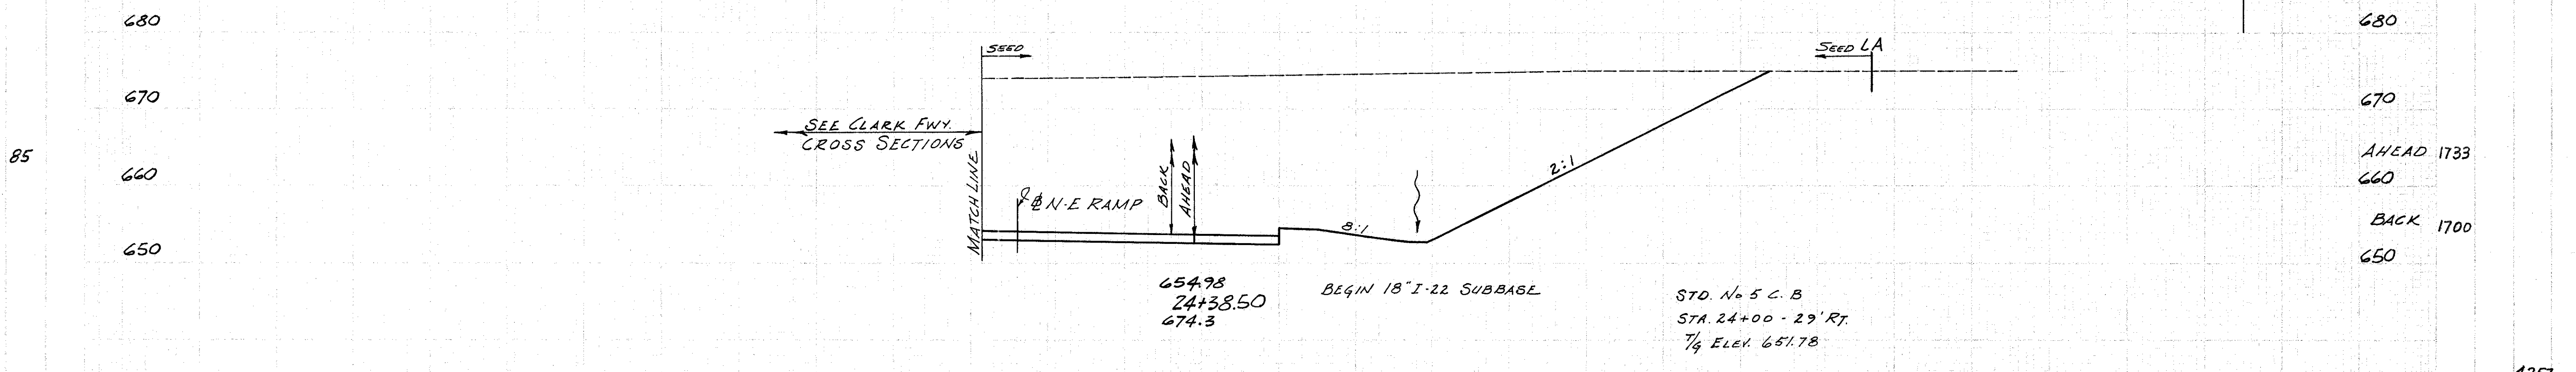 680
680
SEED
SEED LA
670
670
SEE CLARK FWY.
CROSS SECTIONS
85
AHEAD 1733
660
660
MATCH LINE
BACK
AHEAD
2:1
℄ N-E RAMP
BACK 1700
8:1
650
650
654.98
24+38.50
674.3
BEGIN 18" I-22 SUBBASE
STD. No 5 C. B
STA. 24+00 - 29' RT.
T/G ELEV. 651.78